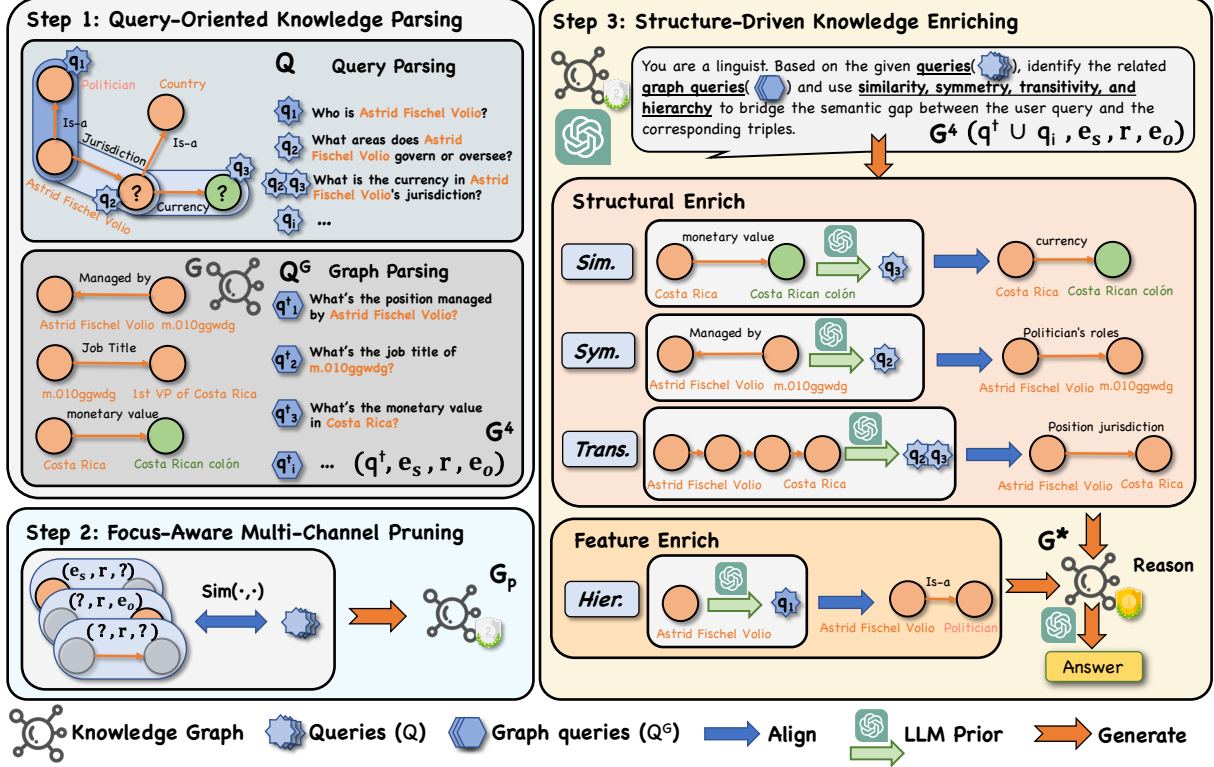 Step 1: Query-Oriented Knowledge Parsing
q₁
Politician
Country
Is-a
Jurisdiction
Is-a
q₃
?
?
Astrid Fischel Volio
q₂
Currency
Q
Query Parsing
q₁ Who is Astrid Fischel Volio?
q₂ What areas does Astrid
Fischel Volio govern or oversee?
q₂ q₃ What is the currency in Astrid
Fischel Volio's jurisdiction?
qᵢ ...
Managed by
G
Astrid Fischel Volio m.010ggwdg
Job Title
m.010ggwdg 1st VP of Costa Rica
monetary value
Costa Rica Costa Rican colón
Qᴳ Graph Parsing
q†₁ What's the position managed
by Astrid Fischel Volio?
q†₂ What's the job title of
m.010ggwdg?
q†₃ What's the monetary value
in Costa Rica?
G⁴
q†ᵢ ... (q†, eₛ, r, eₒ)
Step 2: Focus-Aware Multi-Channel Pruning
(eₛ, r, ?)
(?, r, eₒ)
(?, r, ?)
Sim(·,·)
Gₚ
2
Step 3: Structure-Driven Knowledge Enriching
2
You are a linguist. Based on the given queries( ), identify the related
graph queries( ) and use similarity, symmetry, transitivity, and
hierarchy to bridge the semantic gap between the user query and the
corresponding triples.
G⁴ (q† ∪ qᵢ , eₛ, r, eₒ)
Structural Enrich
Sim.
monetary value
Costa Rica Costa Rican colón
q₃
currency
Costa Rica Costa Rican colón
Sym.
Managed by
Astrid Fischel Volio m.010ggwdg
q₂
Politician's roles
Astrid Fischel Volio m.010ggwdg
Trans.
Astrid Fischel Volio Costa Rica
q₂ q₃
Position jurisdiction
Astrid Fischel Volio Costa Rica
Feature Enrich
Hier.
Astrid Fischel Volio
q₁
Is-a
Astrid Fischel Volio Politician
G*
Reason
1
Answer
Knowledge Graph
Queries (Q)
Graph queries (Qᴳ)
Align
LLM Prior
Generate